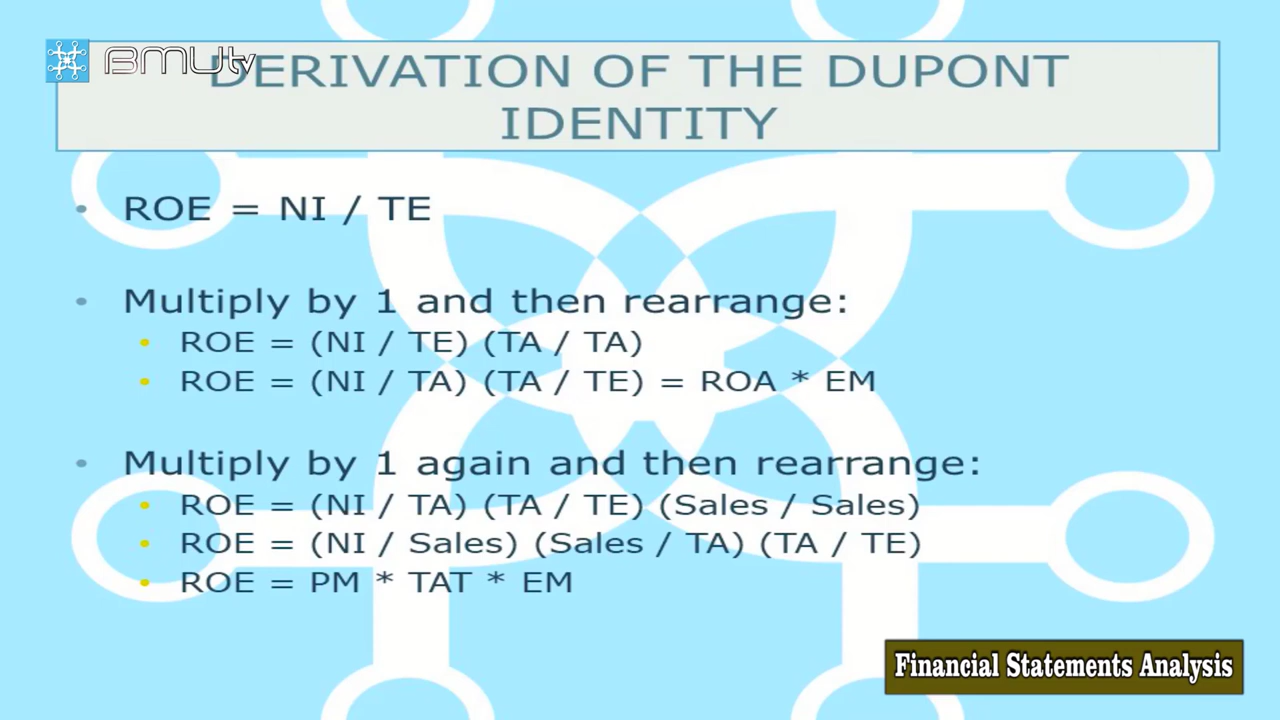 BMUtv
DERIVATION OF THE DUPONT
IDENTITY
• ROE = NI / TE
• Multiply by 1 and then rearrange:
• ROE = (NI / TE) (TA / TA)
• ROE = (NI / TA) (TA / TE) = ROA * EM
• Multiply by 1 again and then rearrange:
• ROE = (NI / TA) (TA / TE) (Sales / Sales)
• ROE = (NI / Sales) (Sales / TA) (TA / TE)
• ROE = PM * TAT * EM
Financial Statements Analysis